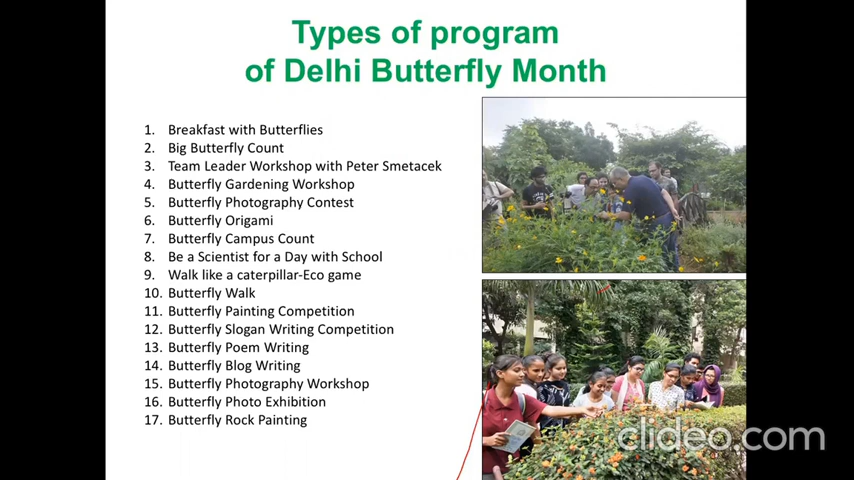 Types of program
of Delhi Butterfly Month
1. Breakfast with Butterflies
2. Big Butterfly Count
3. Team Leader Workshop with Peter Smetacek
4. Butterfly Gardening Workshop
5. Butterfly Photography Contest
6. Butterfly Origami
7. Butterfly Campus Count
8. Be a Scientist for a Day with School
9. Walk like a caterpillar-Eco game
10. Butterfly Walk
11. Butterfly Painting Competition
12. Butterfly Slogan Writing Competition
13. Butterfly Poem Writing
14. Butterfly Blog Writing
15. Butterfly Photography Workshop
16. Butterfly Photo Exhibition
17. Butterfly Rock Painting
clideo.com